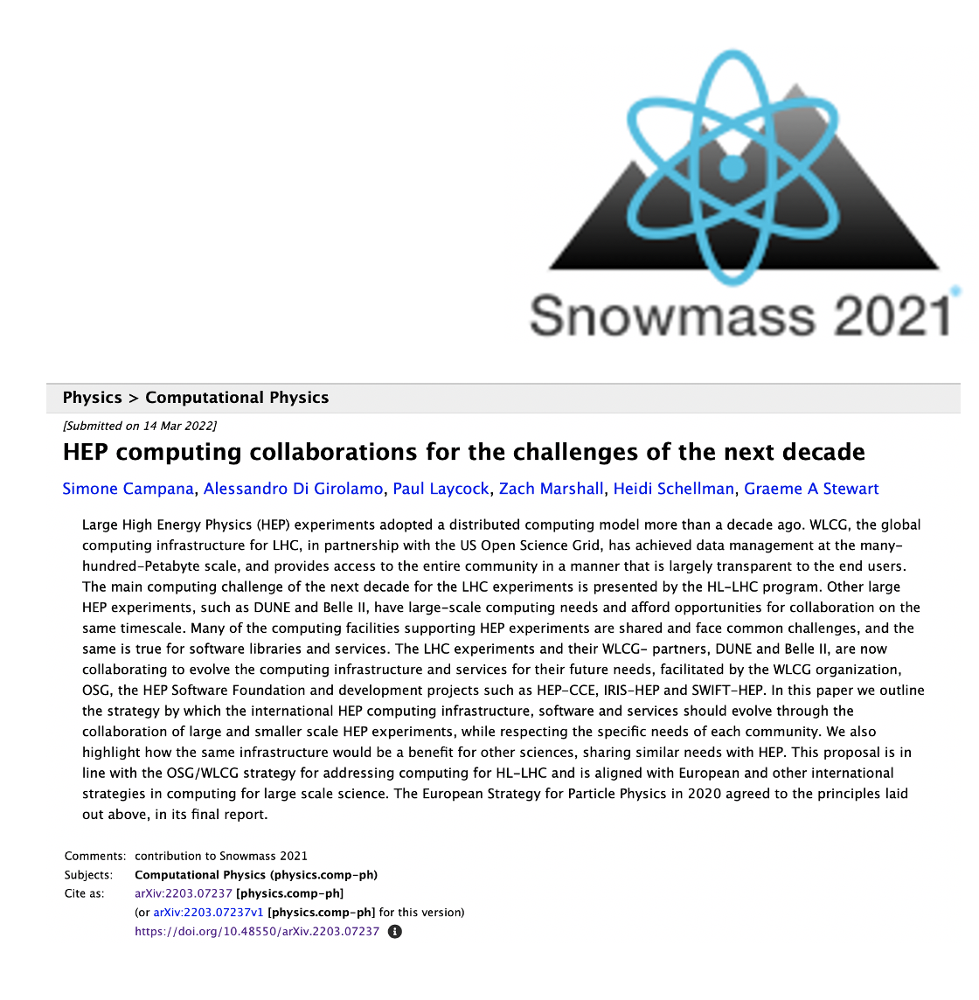 Snowmass 2021
Physics > Computational Physics
[Submitted on 14 Mar 2022]
HEP computing collaborations for the challenges of the next decade
Simone Campana, Alessandro Di Girolamo, Paul Laycock, Zach Marshall, Heidi Schellman, Graeme A Stewart
Large High Energy Physics (HEP) experiments adopted a distributed computing model more than a decade ago. WLCG, the global
computing infrastructure for LHC, in partnership with the US Open Science Grid, has achieved data management at the many-
hundred-Petabyte scale, and provides access to the entire community in a manner that is largely transparent to the end users.
The main computing challenge of the next decade for the LHC experiments is presented by the HL-LHC program. Other large
HEP experiments, such as DUNE and Belle II, have large-scale computing needs and afford opportunities for collaboration on the
same timescale. Many of the computing facilities supporting HEP experiments are shared and face common challenges, and the
same is true for software libraries and services. The LHC experiments and their WLCG- partners, DUNE and Belle II, are now
collaborating to evolve the computing infrastructure and services for their future needs, facilitated by the WLCG organization,
OSG, the HEP Software Foundation and development projects such as HEP-CCE, IRIS-HEP and SWIFT-HEP. In this paper we outline
the strategy by which the international HEP computing infrastructure, software and services should evolve through the
collaboration of large and smaller scale HEP experiments, while respecting the specific needs of each community. We also
highlight how the same infrastructure would be a benefit for other sciences, sharing similar needs with HEP. This proposal is in
line with the OSG/WLCG strategy for addressing computing for HL-LHC and is aligned with European and other international
strategies in computing for large scale science. The European Strategy for Particle Physics in 2020 agreed to the principles laid
out above, in its final report.
Comments: contribution to Snowmass 2021
Subjects: Computational Physics (physics.comp-ph)
Cite as: arXiv:2203.07237 [physics.comp-ph]
(or arXiv:2203.07237v1 [physics.comp-ph] for this version)
https://doi.org/10.48550/arXiv.2203.07237 i